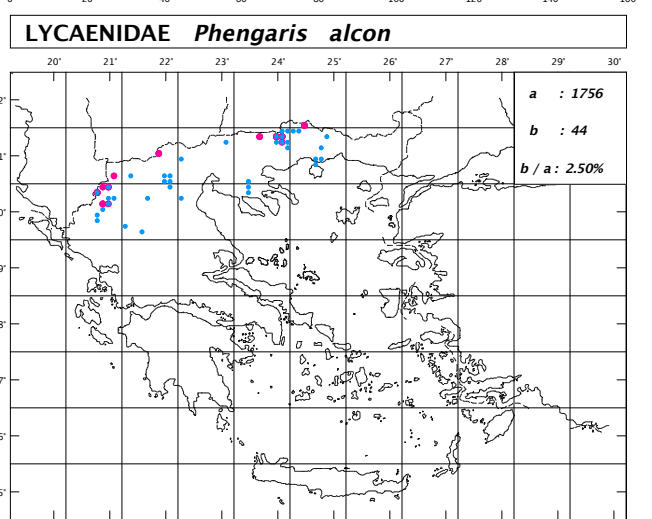 LYCAENIDAE Phengaris alcon
20' 21' 22' 23' 24' 25' 26' 27' 28' 29' 30'
a : 1756
b : 44
b / a : 2.50%